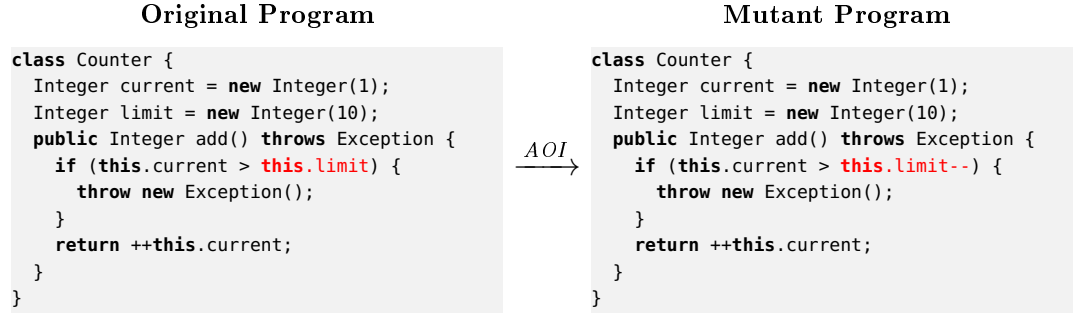 Original Program
class Counter {
  Integer current = new Integer(1);
  Integer limit = new Integer(10);
  public Integer add() throws Exception {
    if (this.current > this.limit) {
      throw new Exception();
    }
    return ++this.current;
  }
}
AOI
Mutant Program
class Counter {
  Integer current = new Integer(1);
  Integer limit = new Integer(10);
  public Integer add() throws Exception {
    if (this.current > this.limit--) {
      throw new Exception();
    }
    return ++this.current;
  }
}